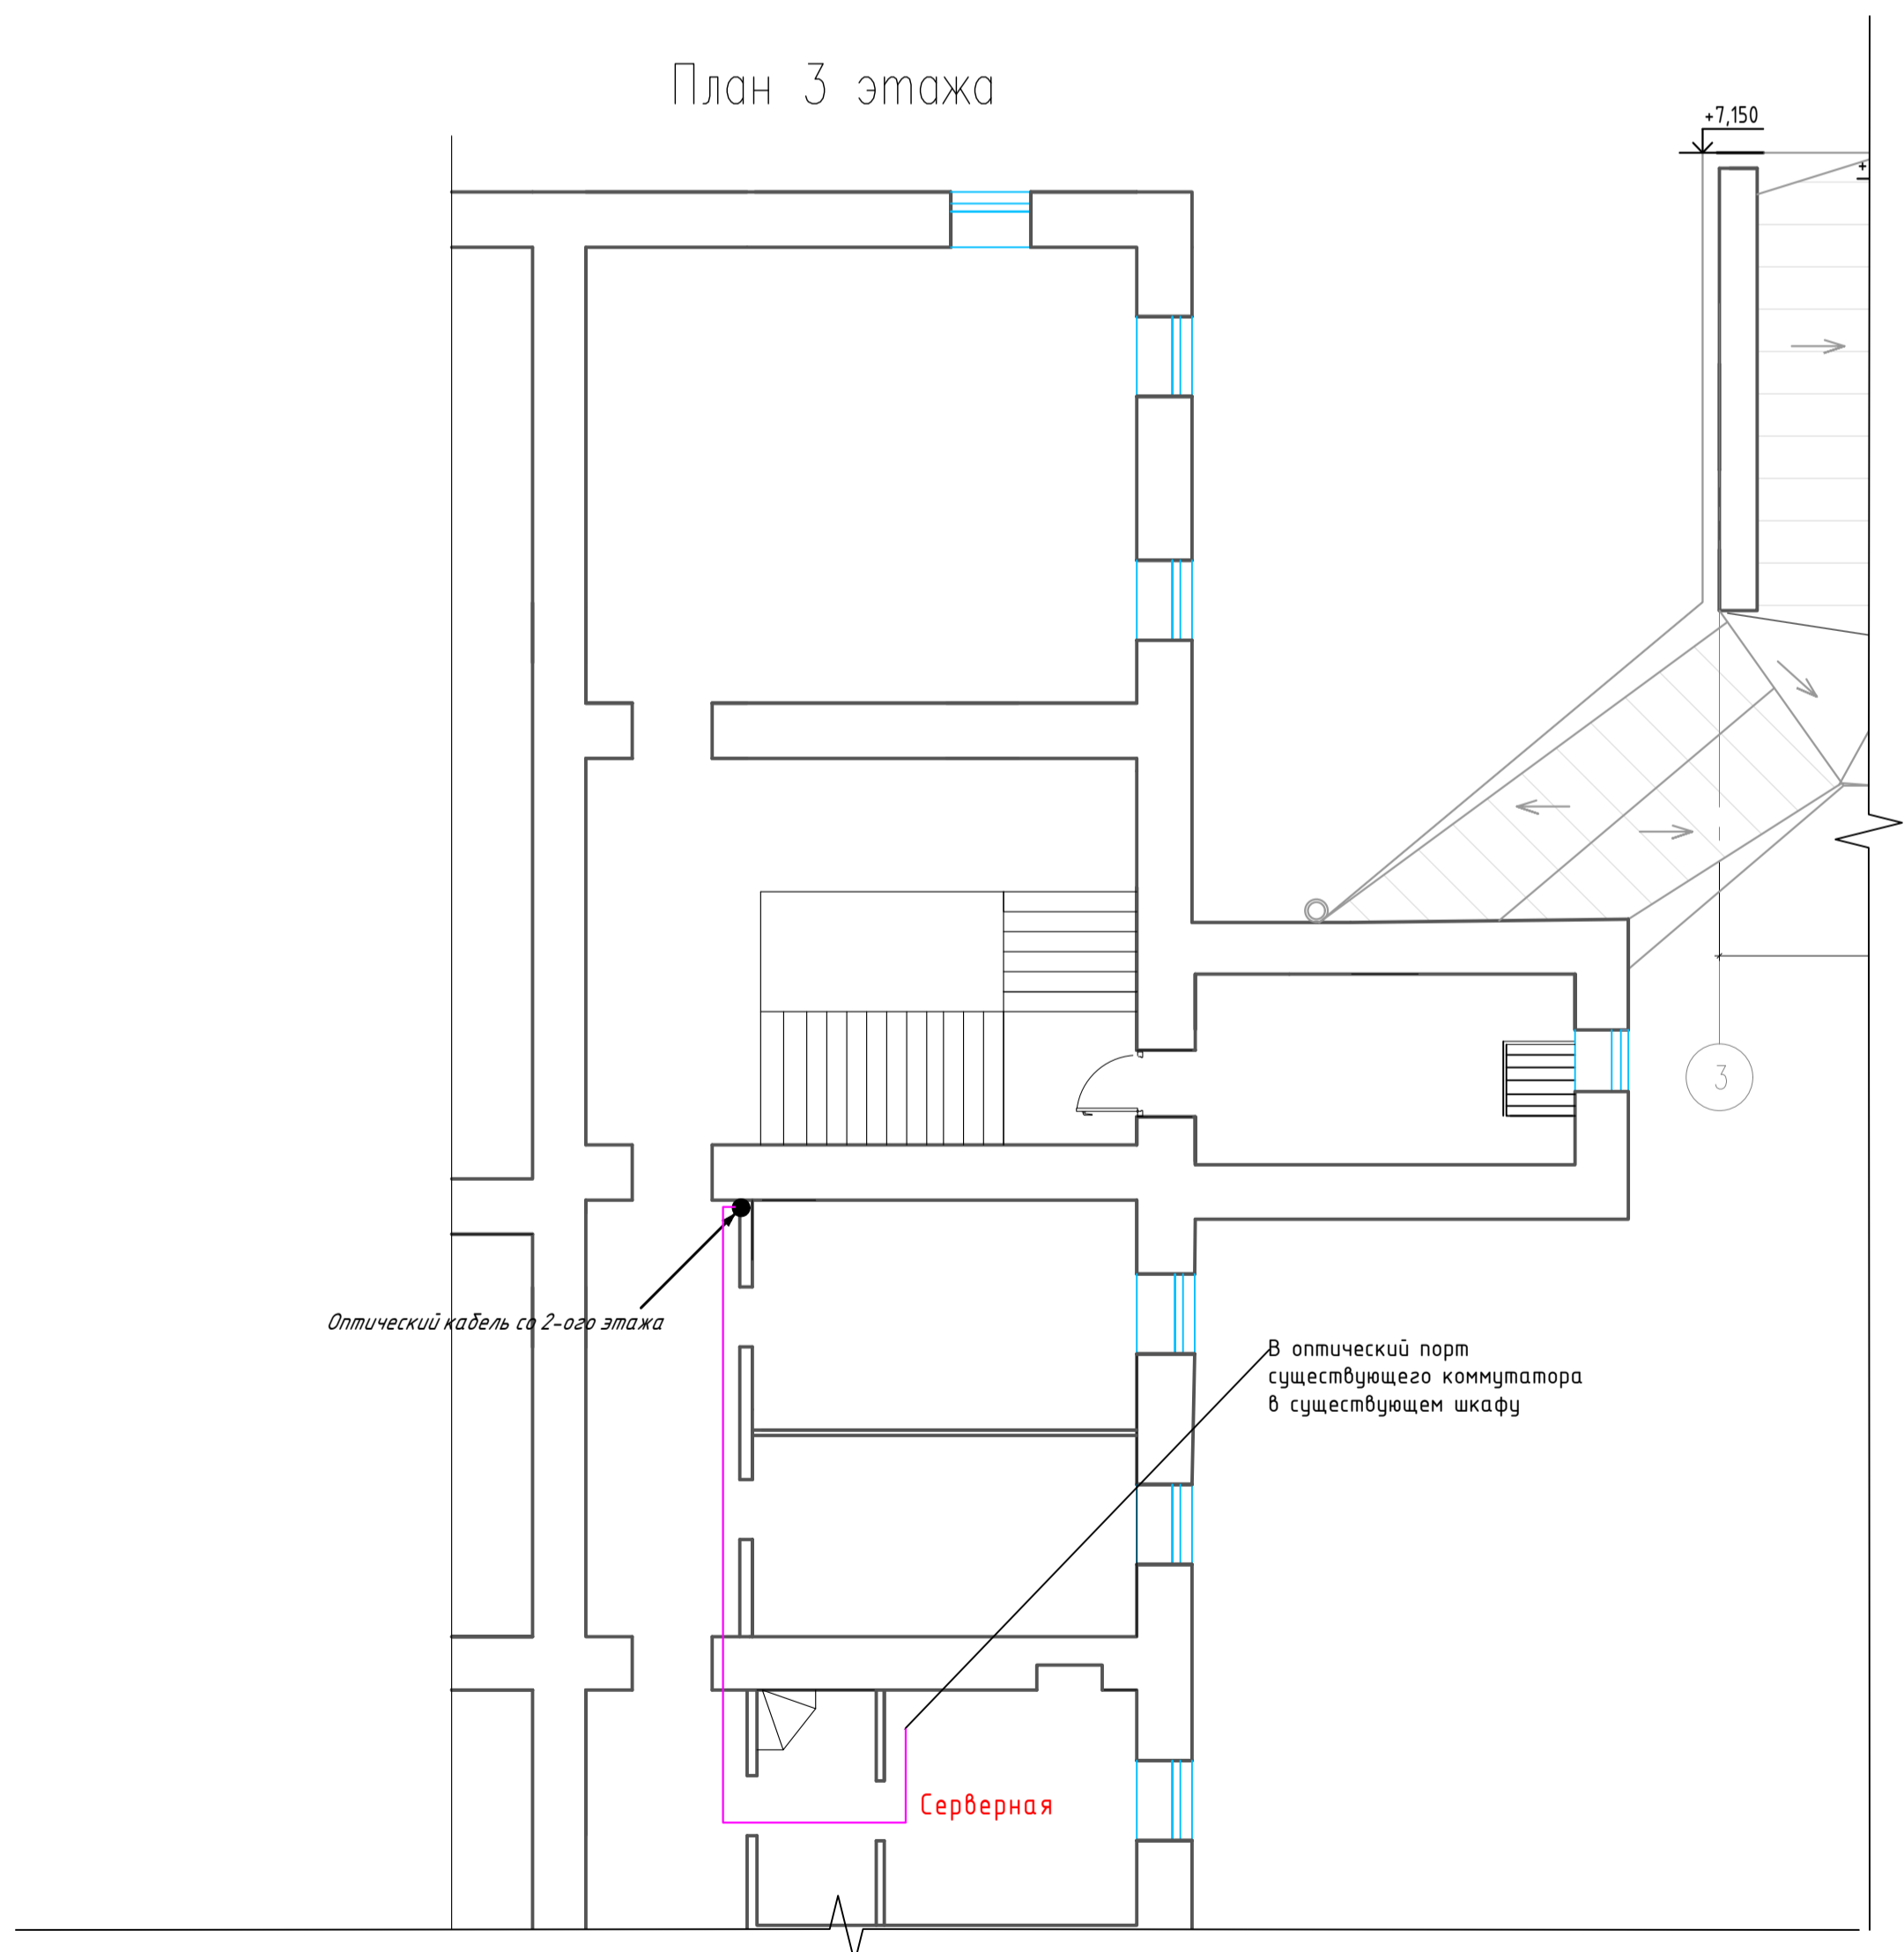 План 3 этажа
+7,150
+
3
Оптический кабель со 2-ого этажа
В оптический порт
существующего коммутатора
в существующем шкафу
Серверная